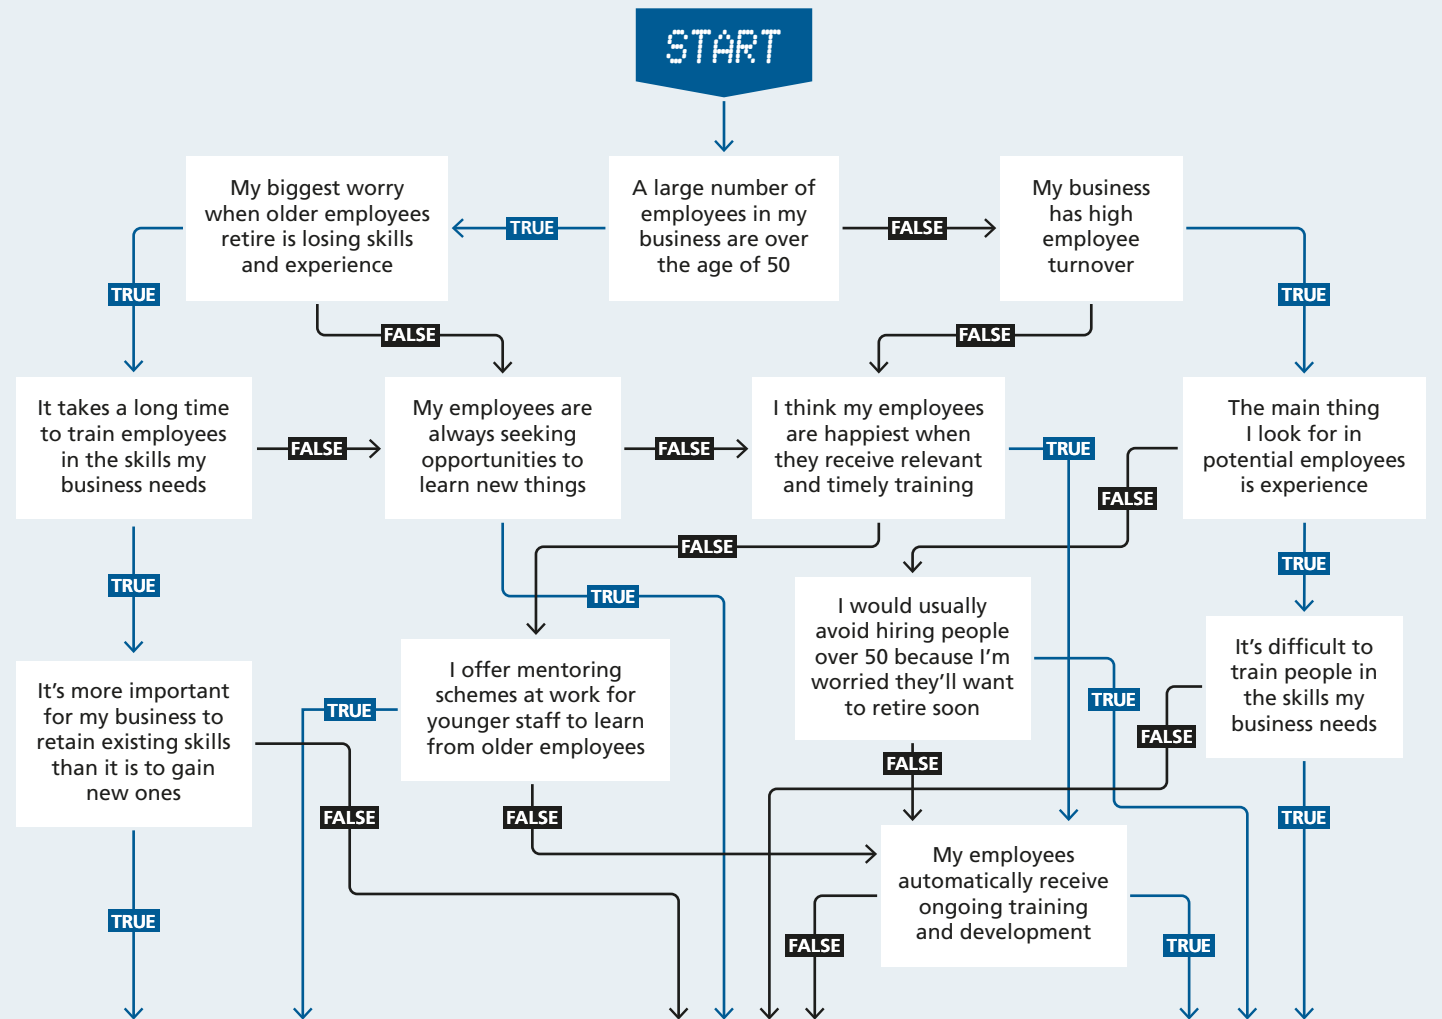 START
My biggest worry
when older employees
retire is losing skills
and experience
TRUE
A large number of
employees in my
business are over
the age of 50
FALSE
My business
has high
employee
turnover
TRUE
TRUE
FALSE
FALSE
It takes a long time
to train employees
in the skills my
business needs
FALSE
My employees are
always seeking
opportunities to
learn new things
FALSE
I think my employees
are happiest when
they receive relevant
and timely training
TRUE
FALSE
The main thing
I look for in
potential employees
is experience
FALSE
TRUE
TRUE
TRUE
It's more important
for my business to
retain existing skills
than it is to gain
new ones
TRUE
I offer mentoring
schemes at work for
younger staff to learn
from older employees
I would usually
avoid hiring people
over 50 because I'm
worried they'll want
to retire soon
TRUE
FALSE
It's difficult to
train people in
the skills my
business needs
FALSE
FALSE
FALSE
TRUE
My employees
automatically receive
ongoing training
and development
TRUE
FALSE
TRUE